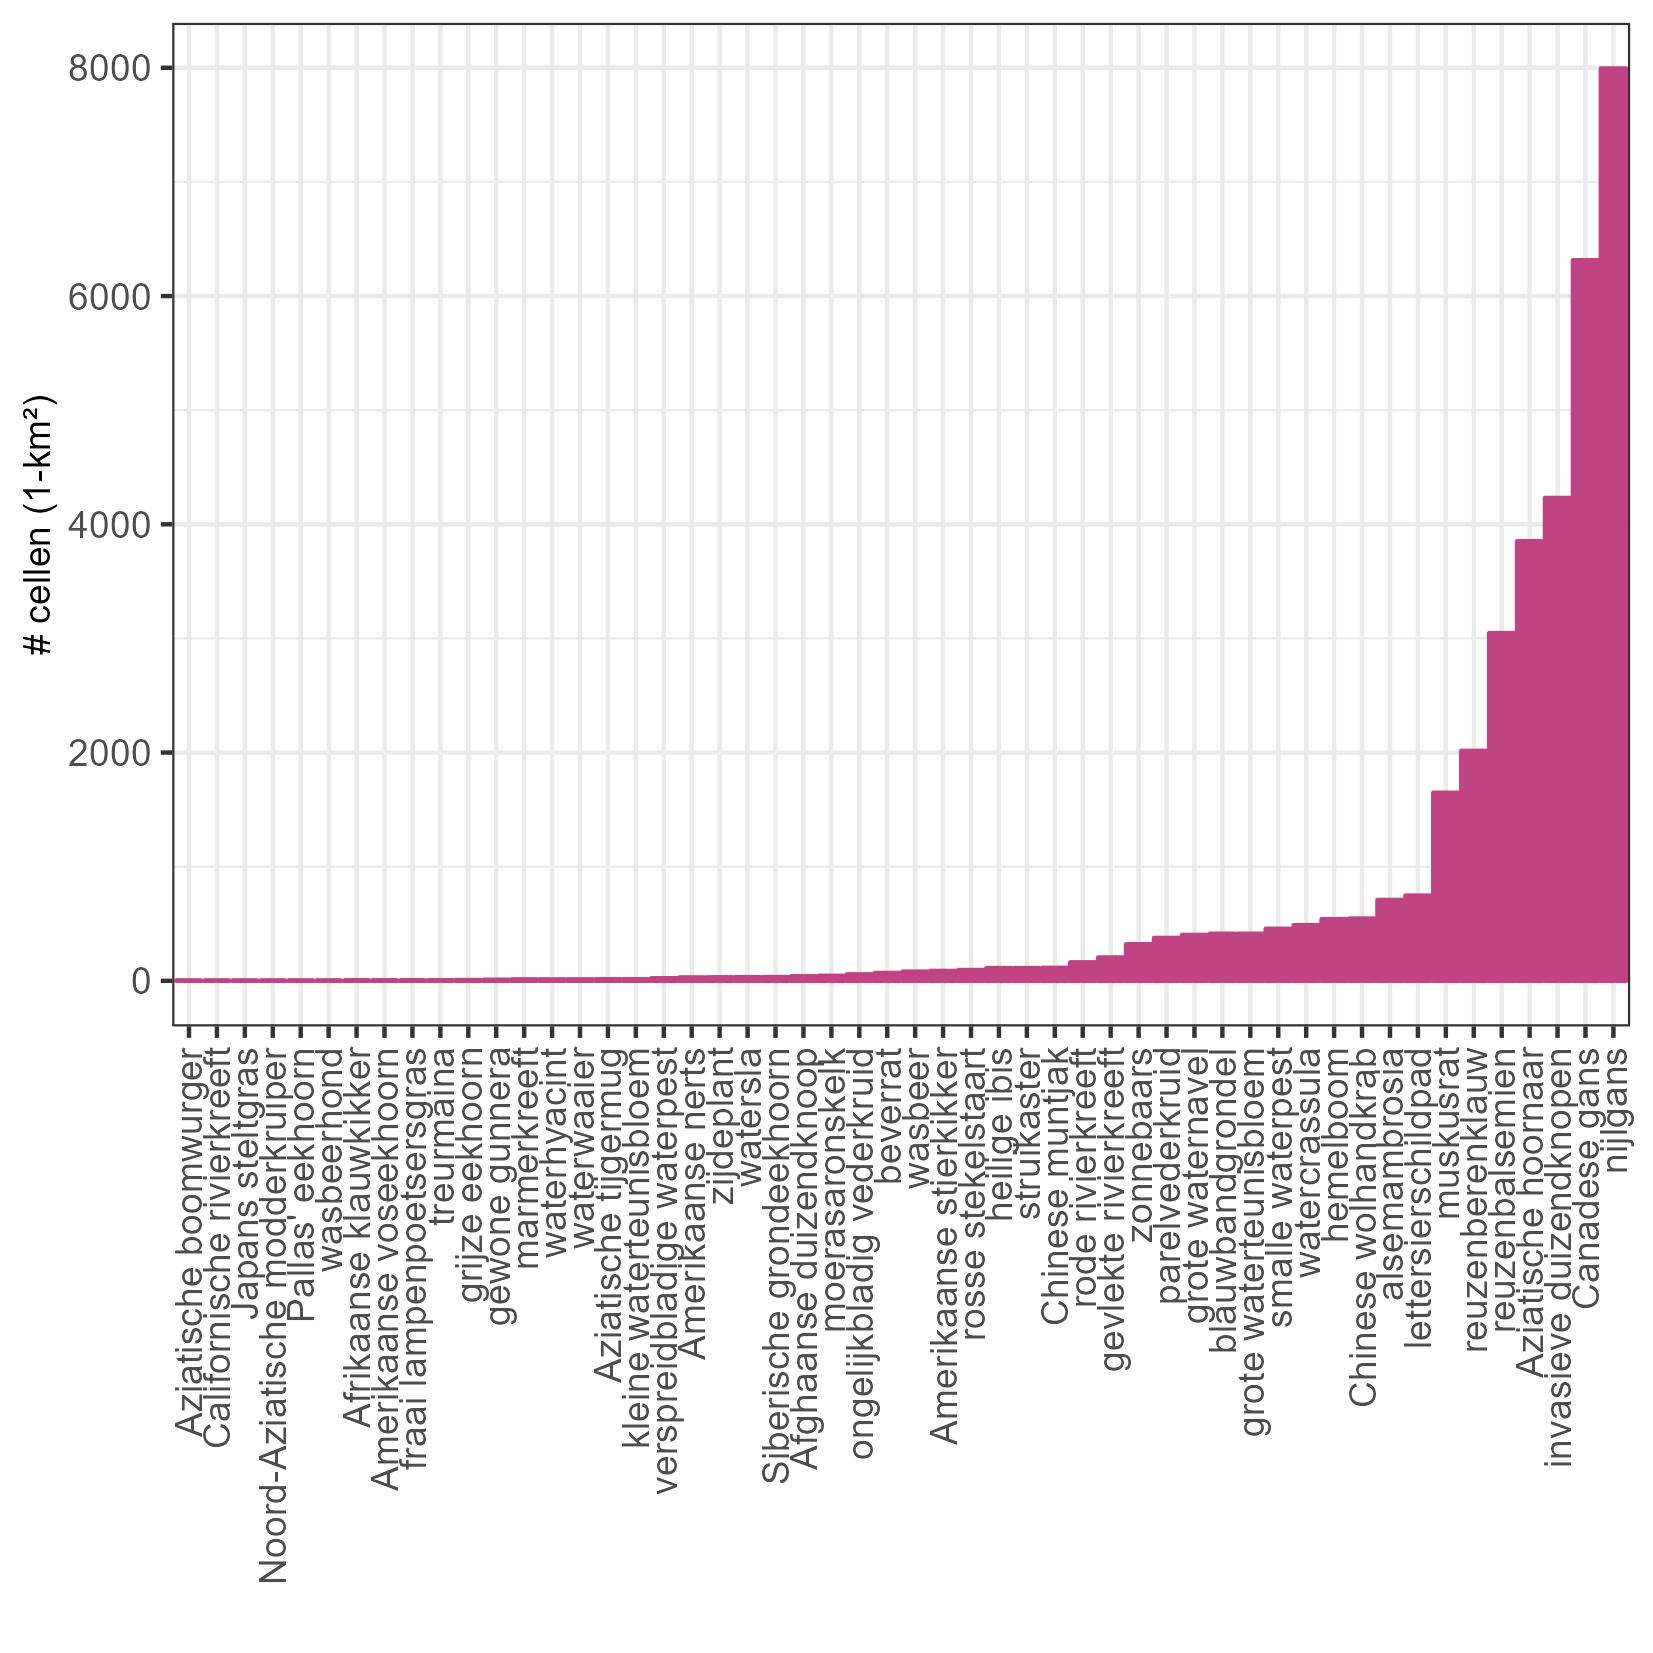 8000
6000
4000
2000
0
# cellen (1-km²)
Aziatische boomwurger
Californische rivierkreeft
Japans steltgras
Noord-Aziatische modderkruiper
Pallas' eekhoorn
wasbeerhond
Afrikaanse klauwkikker
Amerikaanse voseekhoorn
fraai lampenpoetsersgras
treurmaina
grijze eekhoorn
gewone gunnera
marmerkreeft
waterhyacint
waterwaaier
Aziatische tijgermug
kleine waterteunisbloem
verspreidbladige waterpest
Amerikaanse nerts
zijdeplant
watersla
Siberische grondeekhoorn
Afghaanse duizendknoop
moerasaronskelk
ongelijkbladig vederkruid
beverrat
wasbeer
Amerikaanse stierkikker
rosse stekelstaart
heilige ibis
struikaster
Chinese muntjak
rode rivierkreeft
gevlekte rivierkreeft
zonnebaars
parelvederkruid
grote waternavel
blauwbandgrondel
grote waterteunisbloem
smalle waterpest
watercrassula
hemelboom
Chinese wolhandkrab
alsemambrosia
lettersierschildpad
muskusrat
reuzenberenklauw
reuzenbalsemien
Aziatische hoornaar
invasieve duizendknopen
Canadese gans
nijlgans